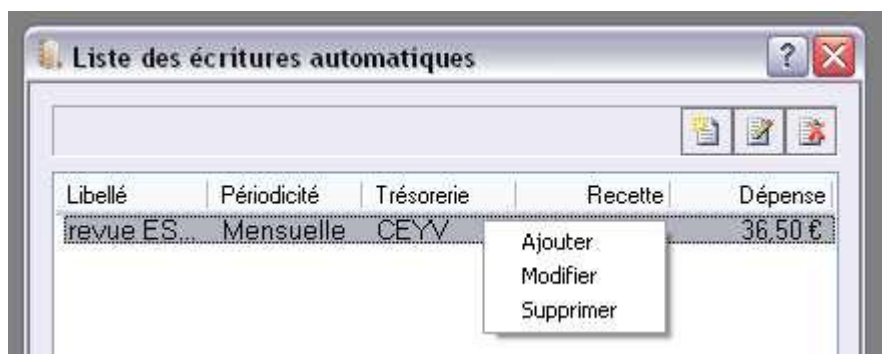 Liste des écritures automatiques
?
Libellé Périodicité Trésorerie Recette Dépense
revue ES... Mensuelle CEYV 36,50 €
Ajouter
Modifier
Supprimer